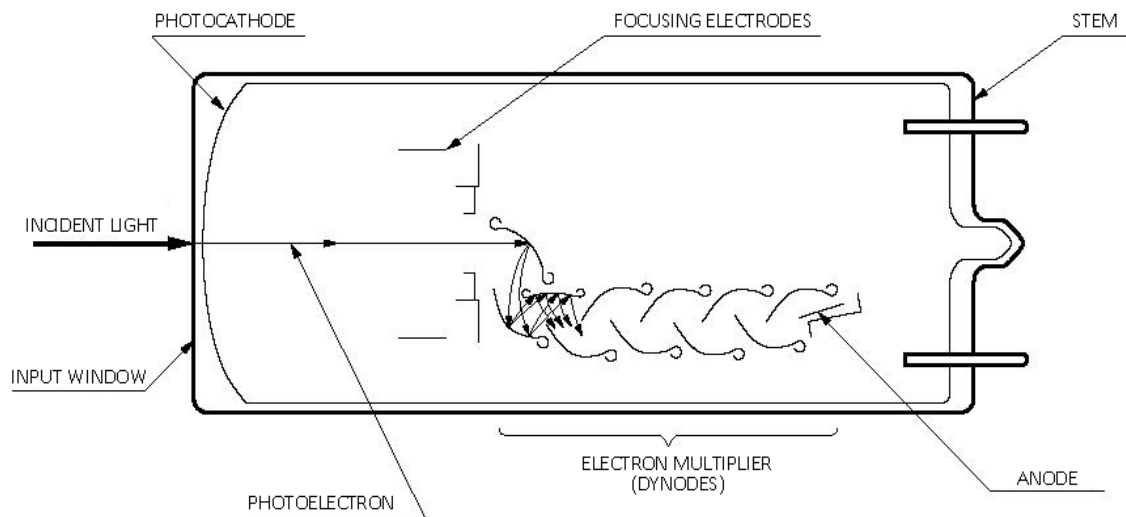 PHOTOCATHODE
FOCUSING ELECTRODES
STEM
INCIDENT LIGHT
INPUT WINDOW
ELECTRON MULTIPLIER
(DYNODES)
ANODE
PHOTOELECTRON